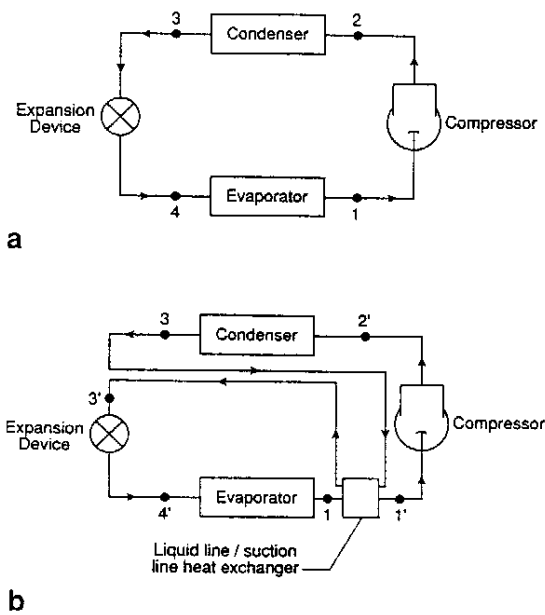 3
Condenser
2
Expansion
Device
Compressor
Evaporator
4
1
a
3
Condenser
2'
3'
Expansion
Device
Compressor
Evaporator
4'
1
1'
Liquid line / suction
line heat exchanger
b